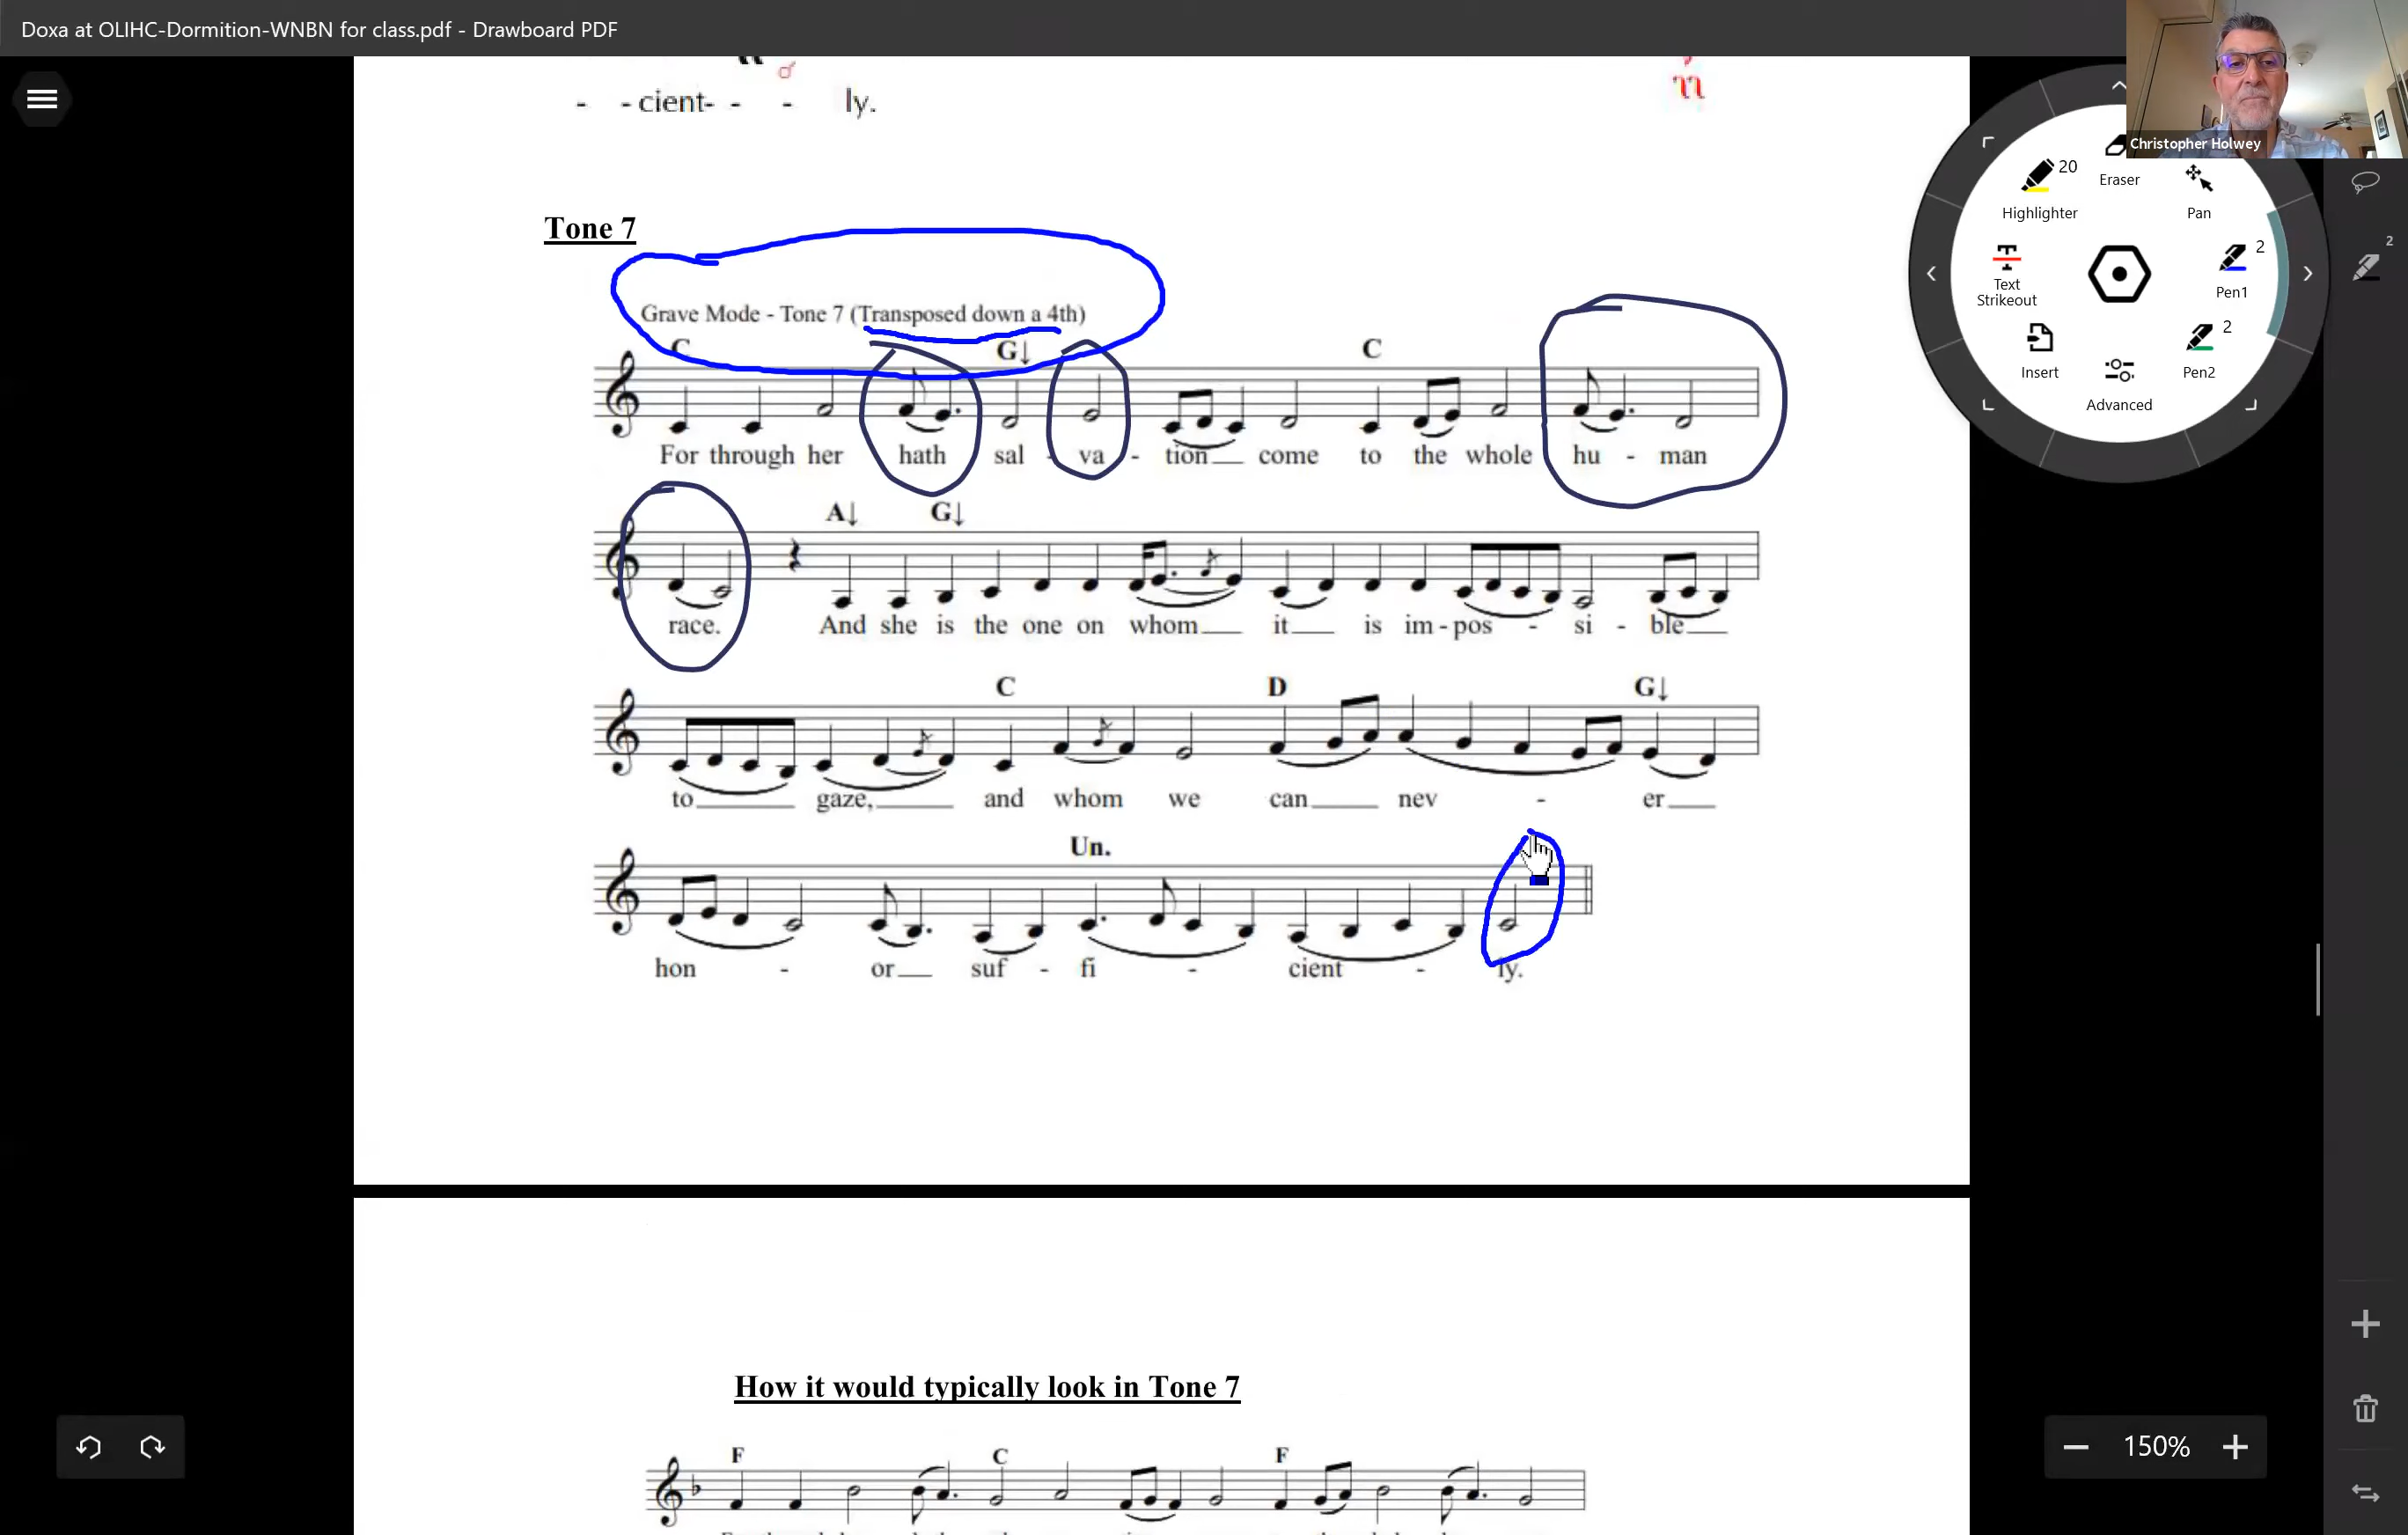 Doxa at OLIHC-Dormition-WNBN for class.pdf - Drawboard PDF
Christopher Holwey
20
Eraser
Highlighter
Pan
2
2
Text Strikeout
Pen1
2
Insert
Pen2
Advanced
- - cient- - - ly.
Tone 7
Grave Mode - Tone 7 (Transposed down a 4th)
C G↓ C
For through her hath sal - va - tion come to the whole hu - man
A↓ G↓
race. And she is the one on whom it is im - pos - si - ble
C D G↓
to gaze, and whom we can nev - er
Un.
hon - or suf - fi - cient - ly.
How it would typically look in Tone 7
F C F
150%